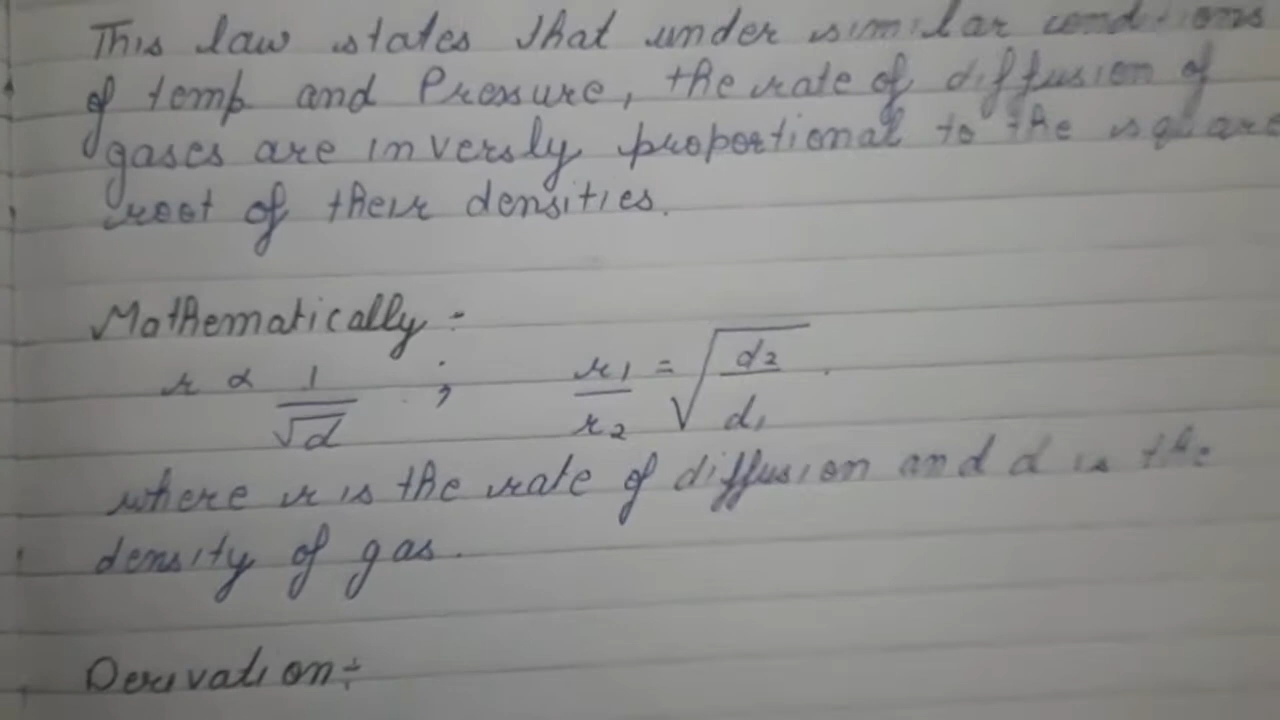 This law states that under similar conditions
of temp and Pressure, the rate of diffusion of
gases are inversly proportional to the square
root of their densities.
Mathematically :-
r ∝ 1/√d ; r₁/r₂ = √(d₂/d₁).
where r is the rate of diffusion and d is the
density of gas.
Derivation :-